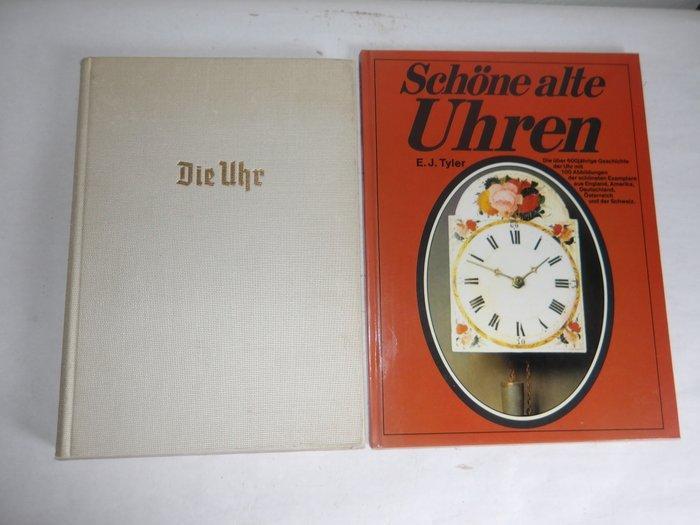 Die Uhr
Schöne alte
Uhren
E. J. Tyler
Die über 600jährige Geschichte
der Uhr mit
100 Abbildungen
der schönsten Exemplare
aus England, Amerika,
Deutschland,
Österreich
und der Schweiz.